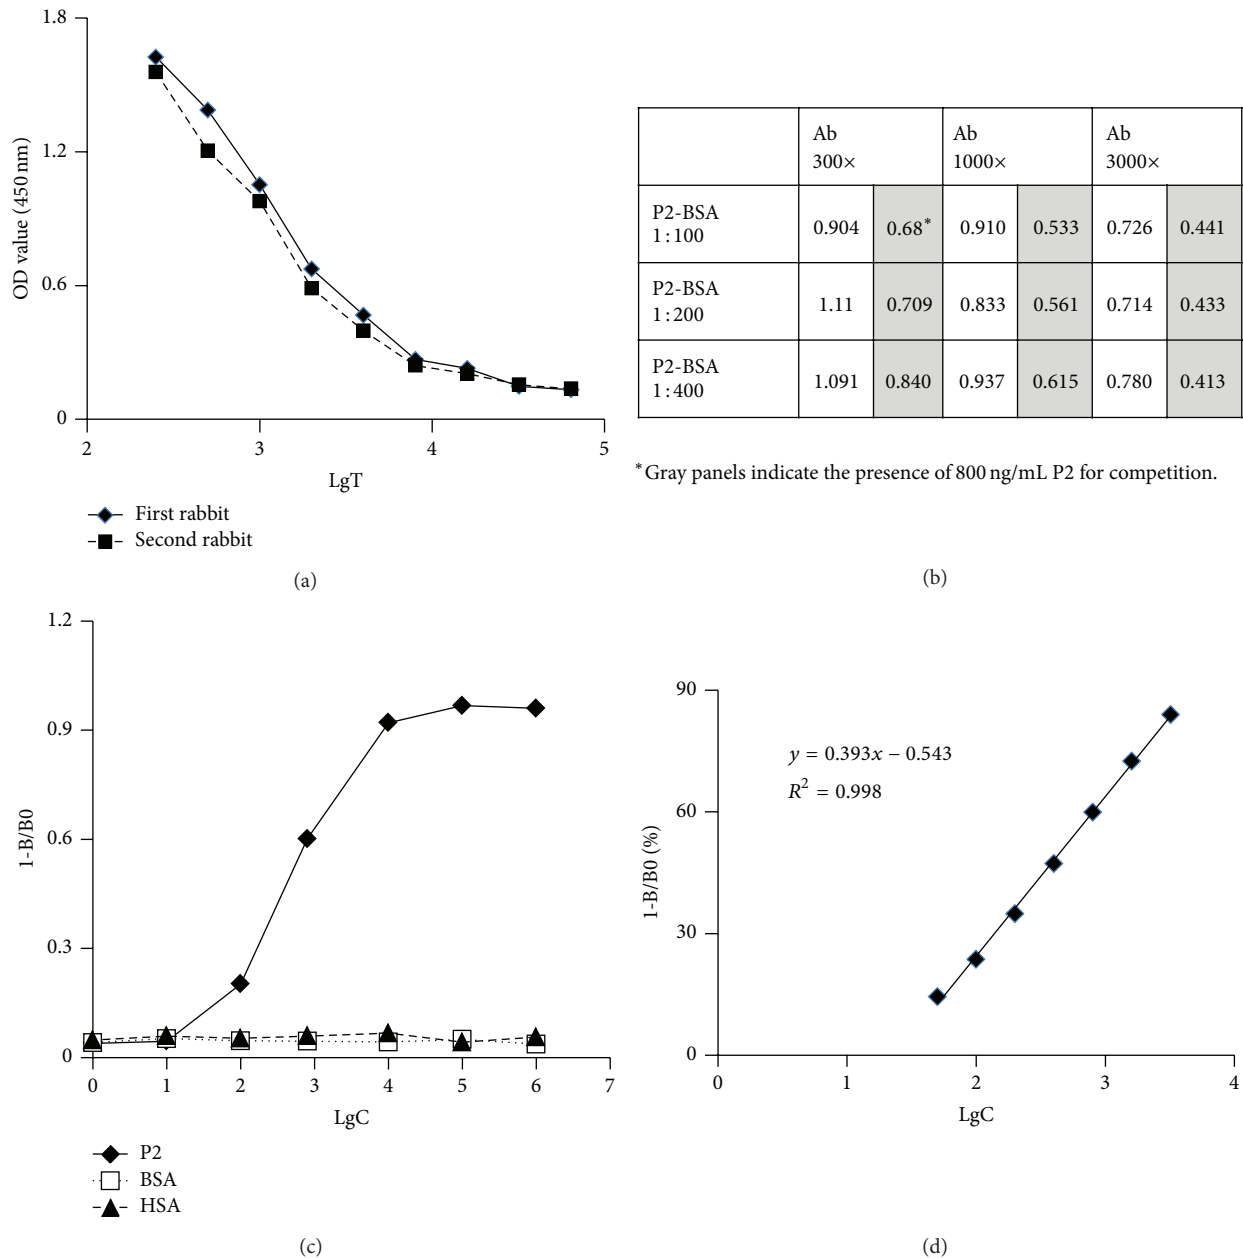 1.8
1.2
0.6
0
OD value (450 nm)
2 3 4 5
LgT
First rabbit
Second rabbit
(a)
Ab Ab Ab
300× 1000× 3000×
P2-BSA
1:100 0.904 0.68* 0.910 0.533 0.726 0.441
P2-BSA
1:200 1.11 0.709 0.833 0.561 0.714 0.433
P2-BSA
1:400 1.091 0.840 0.937 0.615 0.780 0.413
*Gray panels indicate the presence of 800 ng/mL P2 for competition.
(b)
1.2
0.9
0.6
0.3
0
1-B/B0
0 1 2 3 4 5 6 7
LgC
P2
BSA
HSA
(c)
90
60
30
0
1-B/B0 (%)
y = 0.393x − 0.543
R² = 0.998
0 1 2 3 4
LgC
(d)